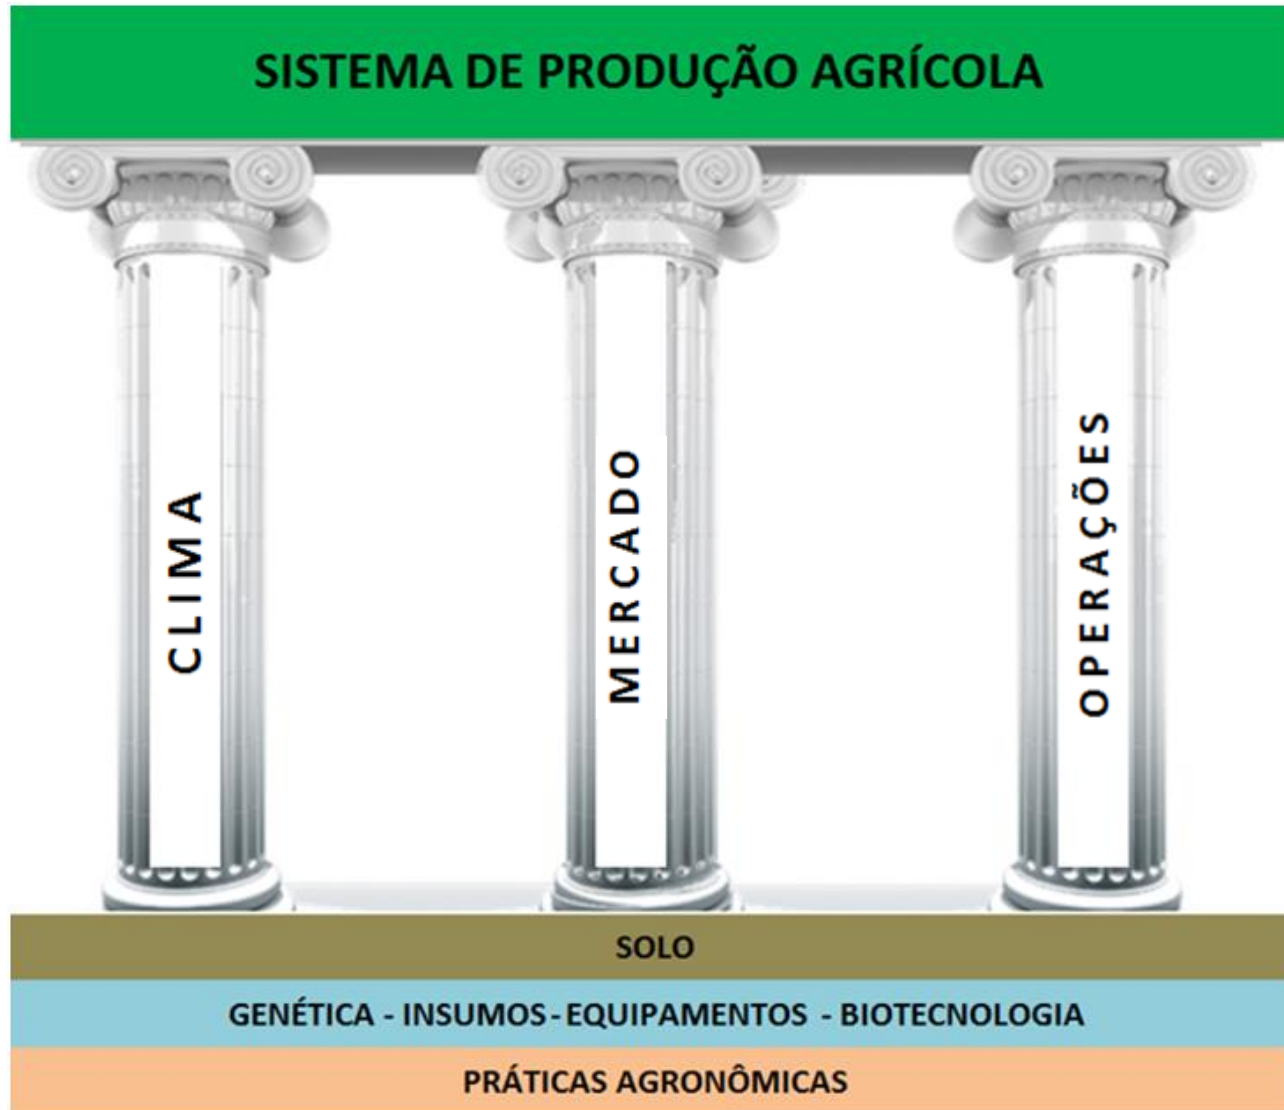 SISTEMA DE PRODUÇÃO AGRÍCOLA
CLIMA
MERCADO
OPERAÇÕES
SOLO
GENÉTICA - INSUMOS - EQUIPAMENTOS - BIOTECNOLOGIA
PRÁTICAS AGRONÔMICAS